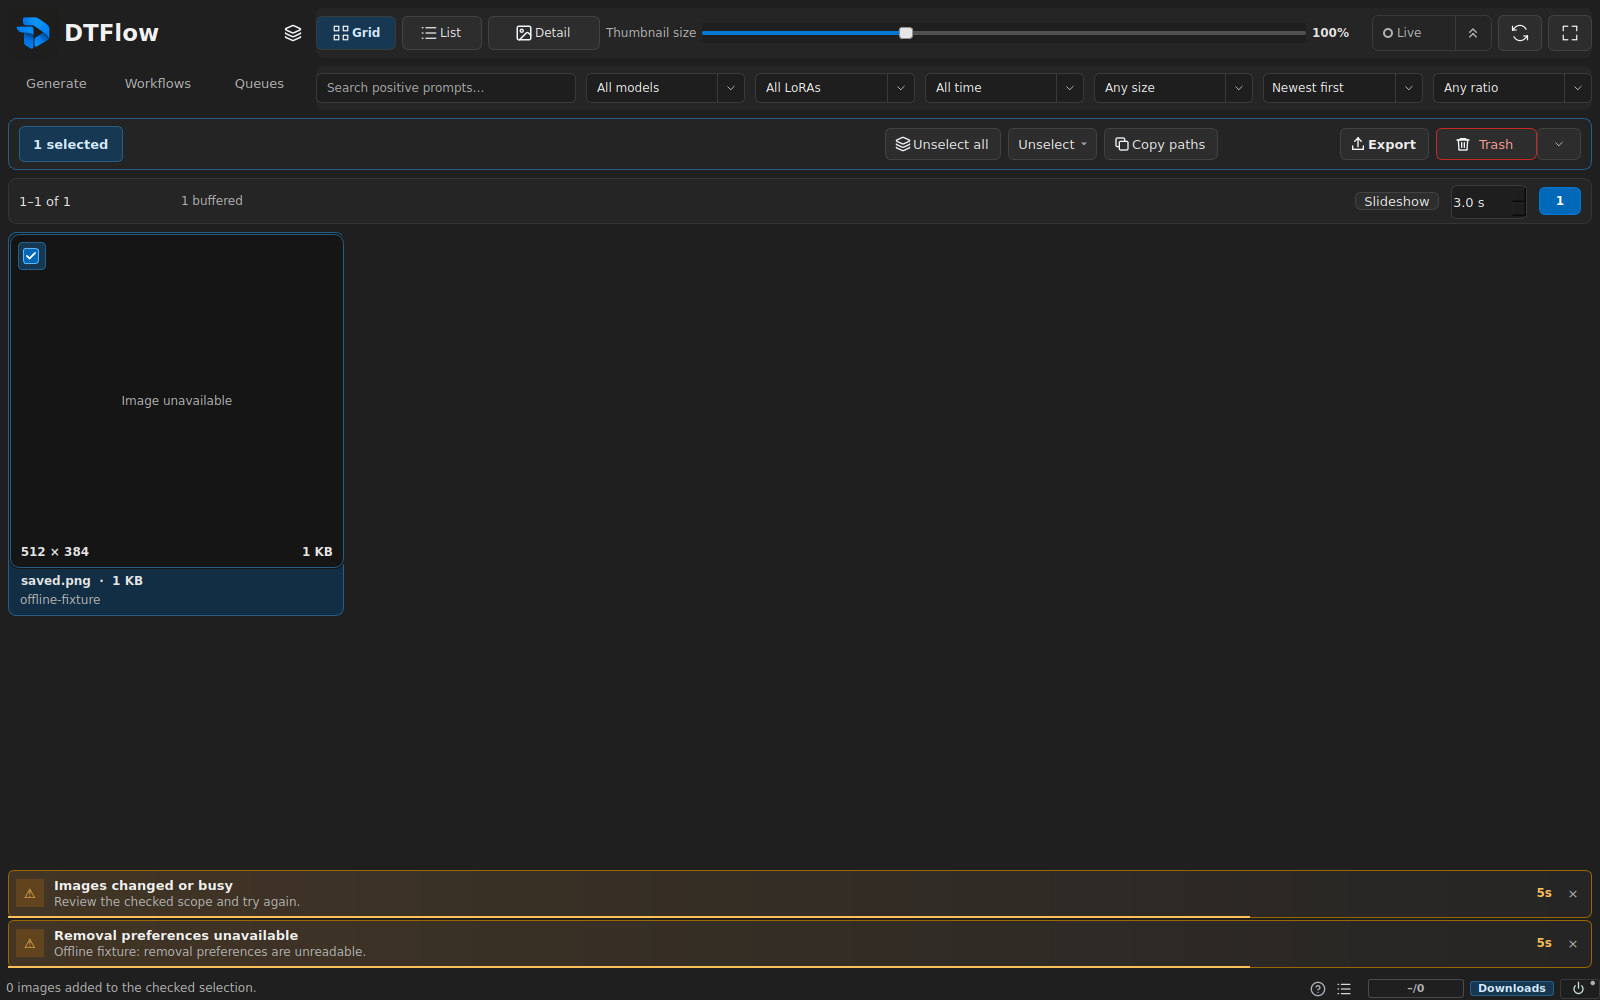 DTFlow
Grid
List
Detail
Thumbnail size
100%
Live
Generate
Workflows
Queues
Search positive prompts...
All models
All LoRAs
All time
Any size
Newest first
Any ratio
1 selected
Unselect all
Unselect
Copy paths
Export
Trash
1–1 of 1
1 buffered
Slideshow
3.0 s
1
Image unavailable
512 × 384
1 KB
saved.png · 1 KB
offline-fixture
Images changed or busy
Review the checked scope and try again.
5s
Removal preferences unavailable
Offline fixture: removal preferences are unreadable.
5s
0 images added to the checked selection.
–/0
Downloads